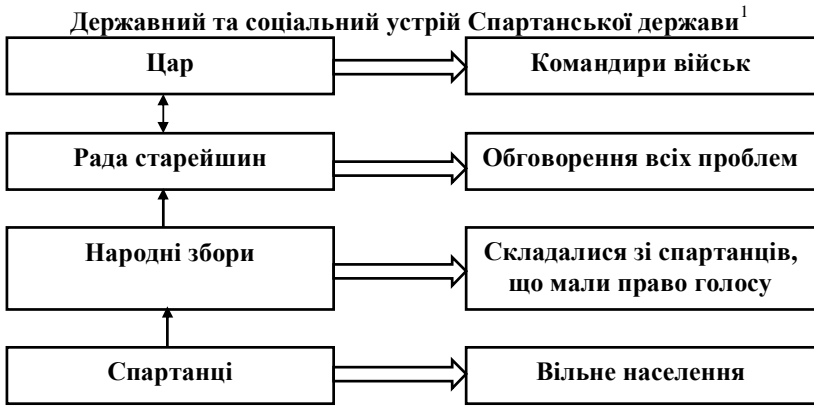 Державний та соціальний устрій Спартанської держави¹
Цар
Командири військ
Рада старейшин
Обговорення всіх проблем
Народні збори
Складалися зі спартанців,
що мали право голосу
Спартанці
Вільне населення